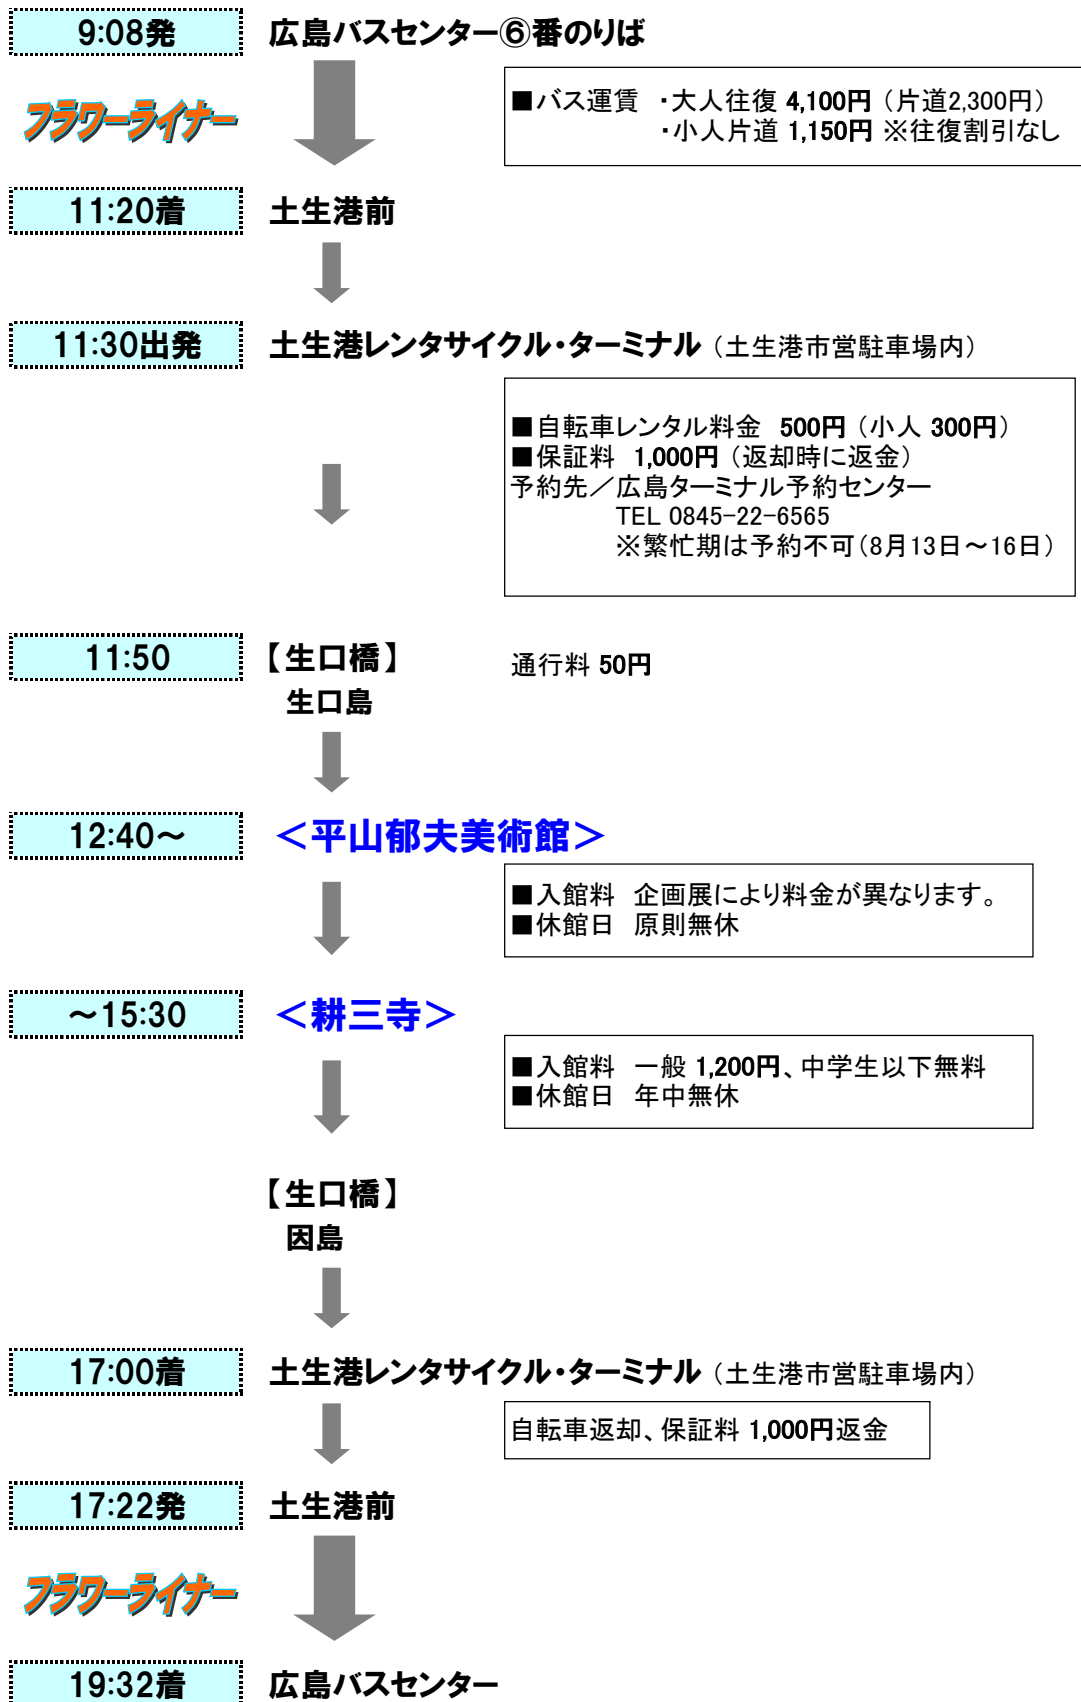 9:08発 広島バスセンター⑥番のりば
フラワーライナー
■バス運賃 ・大人往復 4,100円（片道2,300円）
・小人片道 1,150円 ※往復割引なし
11:20着 土生港前
11:30出発 土生港レンタサイクル・ターミナル（土生港市営駐車場内）
■自転車レンタル料金 500円（小人 300円）
■保証料 1,000円（返却時に返金）
予約先／広島ターミナル予約センター
TEL 0845-22-6565
※繁忙期は予約不可（8月13日～16日）
11:50 【生口橋】 通行料 50円
生口島
12:40～ ＜平山郁夫美術館＞
■入館料 企画展により料金が異なります。
■休館日 原則無休
～15:30 ＜耕三寺＞
■入館料 一般 1,200円、中学生以下無料
■休館日 年中無休
【生口橋】
因島
17:00着 土生港レンタサイクル・ターミナル（土生港市営駐車場内）
自転車返却、保証料 1,000円返金
17:22発 土生港前
フラワーライナー
19:32着 広島バスセンター